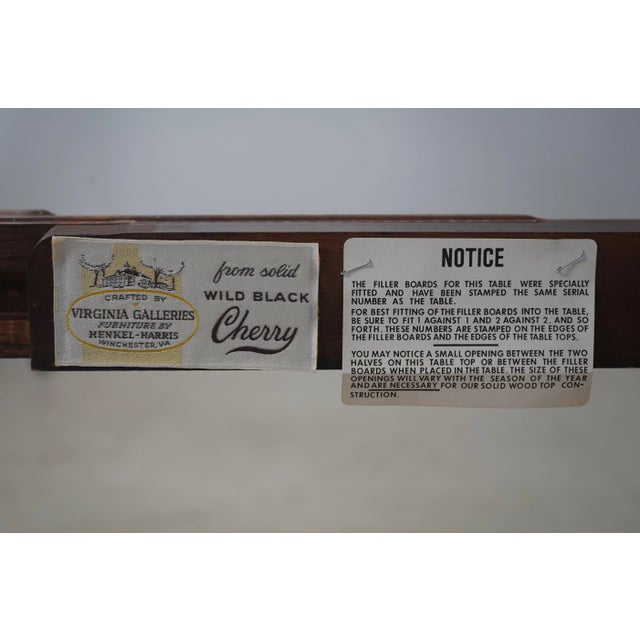 CRAFTED BY
VIRGINIA GALLERIES
FURNITURE BY
HENKEL-HARRIS
WINCHESTER, VA.
from solid
WILD BLACK
Cherry
NOTICE
THE FILLER BOARDS FOR THIS TABLE WERE SPECIALLY
FITTED AND HAVE BEEN STAMPED THE SAME SERIAL
NUMBER AS THE TABLE.
FOR BEST FITTING OF THE FILLER BOARDS INTO THE TABLE,
BE SURE TO FIT 1 AGAINST 1 AND 2 AGAINST 2, AND SO
FORTH. THESE NUMBERS ARE STAMPED ON THE EDGES OF
THE FILLER BOARDS AND THE EDGES OF THE TABLE TOPS.
YOU MAY NOTICE A SMALL OPENING BETWEEN THE TWO
HALVES ON THIS TABLE TOP OR BETWEEN THE FILLER
BOARDS WHEN PLACED IN THE TABLE. THE SIZE OF THESE
OPENINGS WILL VARY WITH THE SEASON OF THE YEAR
AND ARE NECESSARY FOR OUR SOLID WOOD TOP CON-
STRUCTION.